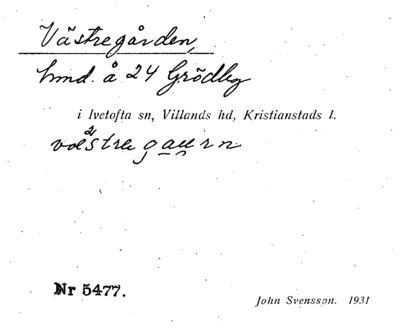 Västregården,
hmd. å 24 Grödby
i Ivetofta sn, Villands hd, Kristianstads l.
Nr 5477.
John Svensson. 1931